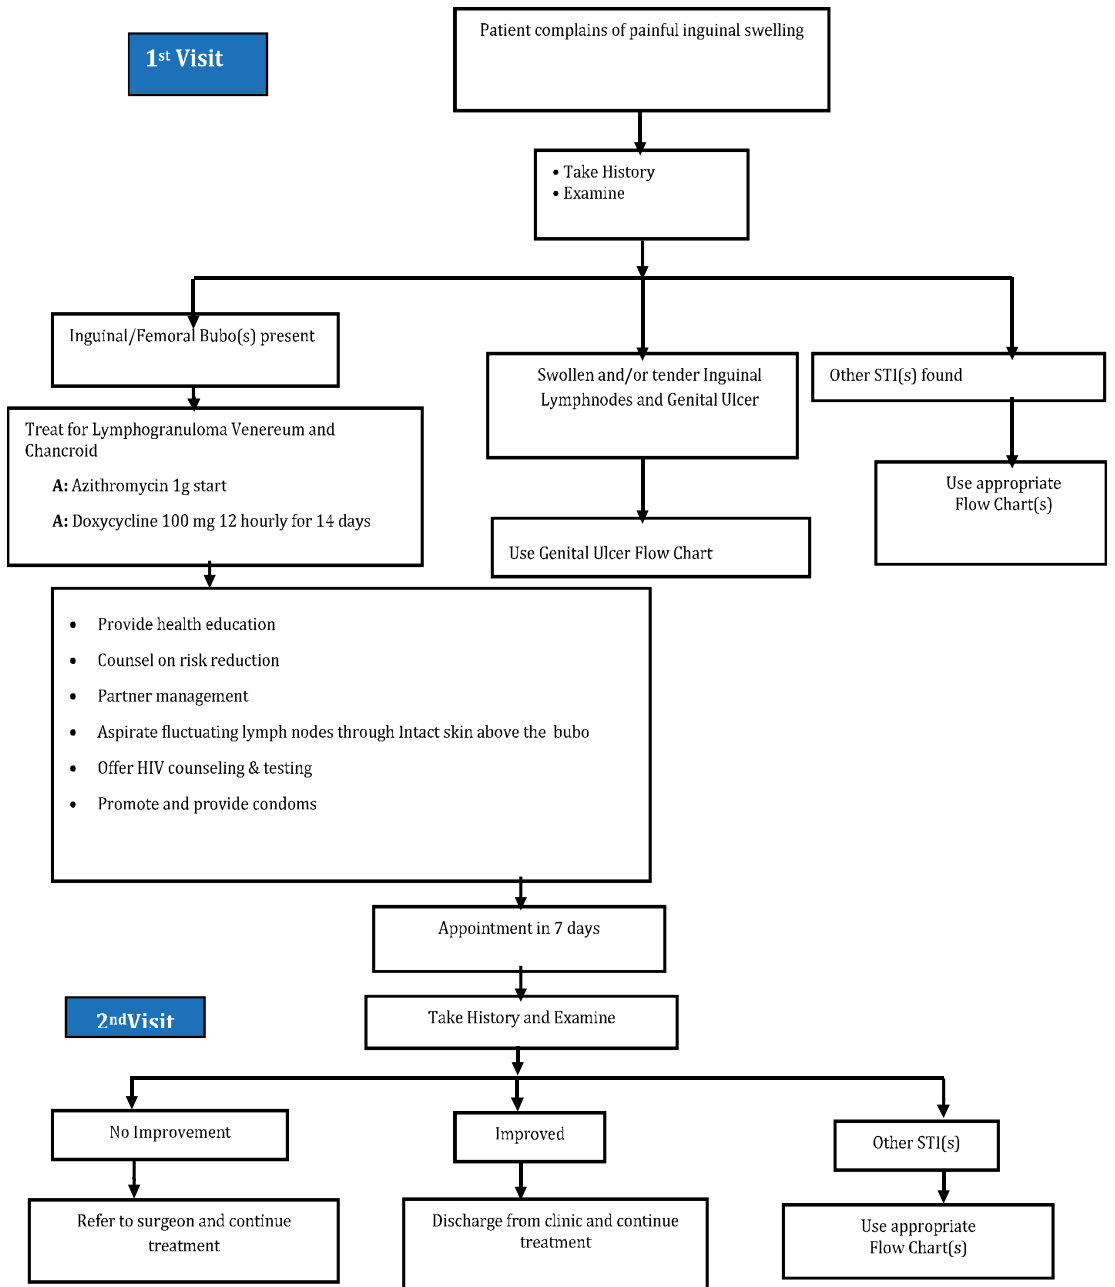 1st Visit
Patient complains of painful inguinal swelling
• Take History
• Examine
Inguinal/Femoral Bubo(s) present
Swollen and/or tender Inguinal
Lymphnodes and Genital Ulcer
Other STI(s) found
Treat for Lymphogranuloma Venereum and
Chancroid
A: Azithromycin 1g start
A: Doxycycline 100 mg 12 hourly for 14 days
Use Genital Ulcer Flow Chart
Use appropriate
Flow Chart(s)
• Provide health education
• Counsel on risk reduction
• Partner management
• Aspirate fluctuating lymph nodes through Intact skin above the bubo
• Offer HIV counseling & testing
• Promote and provide condoms
Appointment in 7 days
2ndVisit
Take History and Examine
No Improvement
Improved
Other STI(s)
Refer to surgeon and continue
treatment
Discharge from clinic and continue
treatment
Use appropriate
Flow Chart(s)